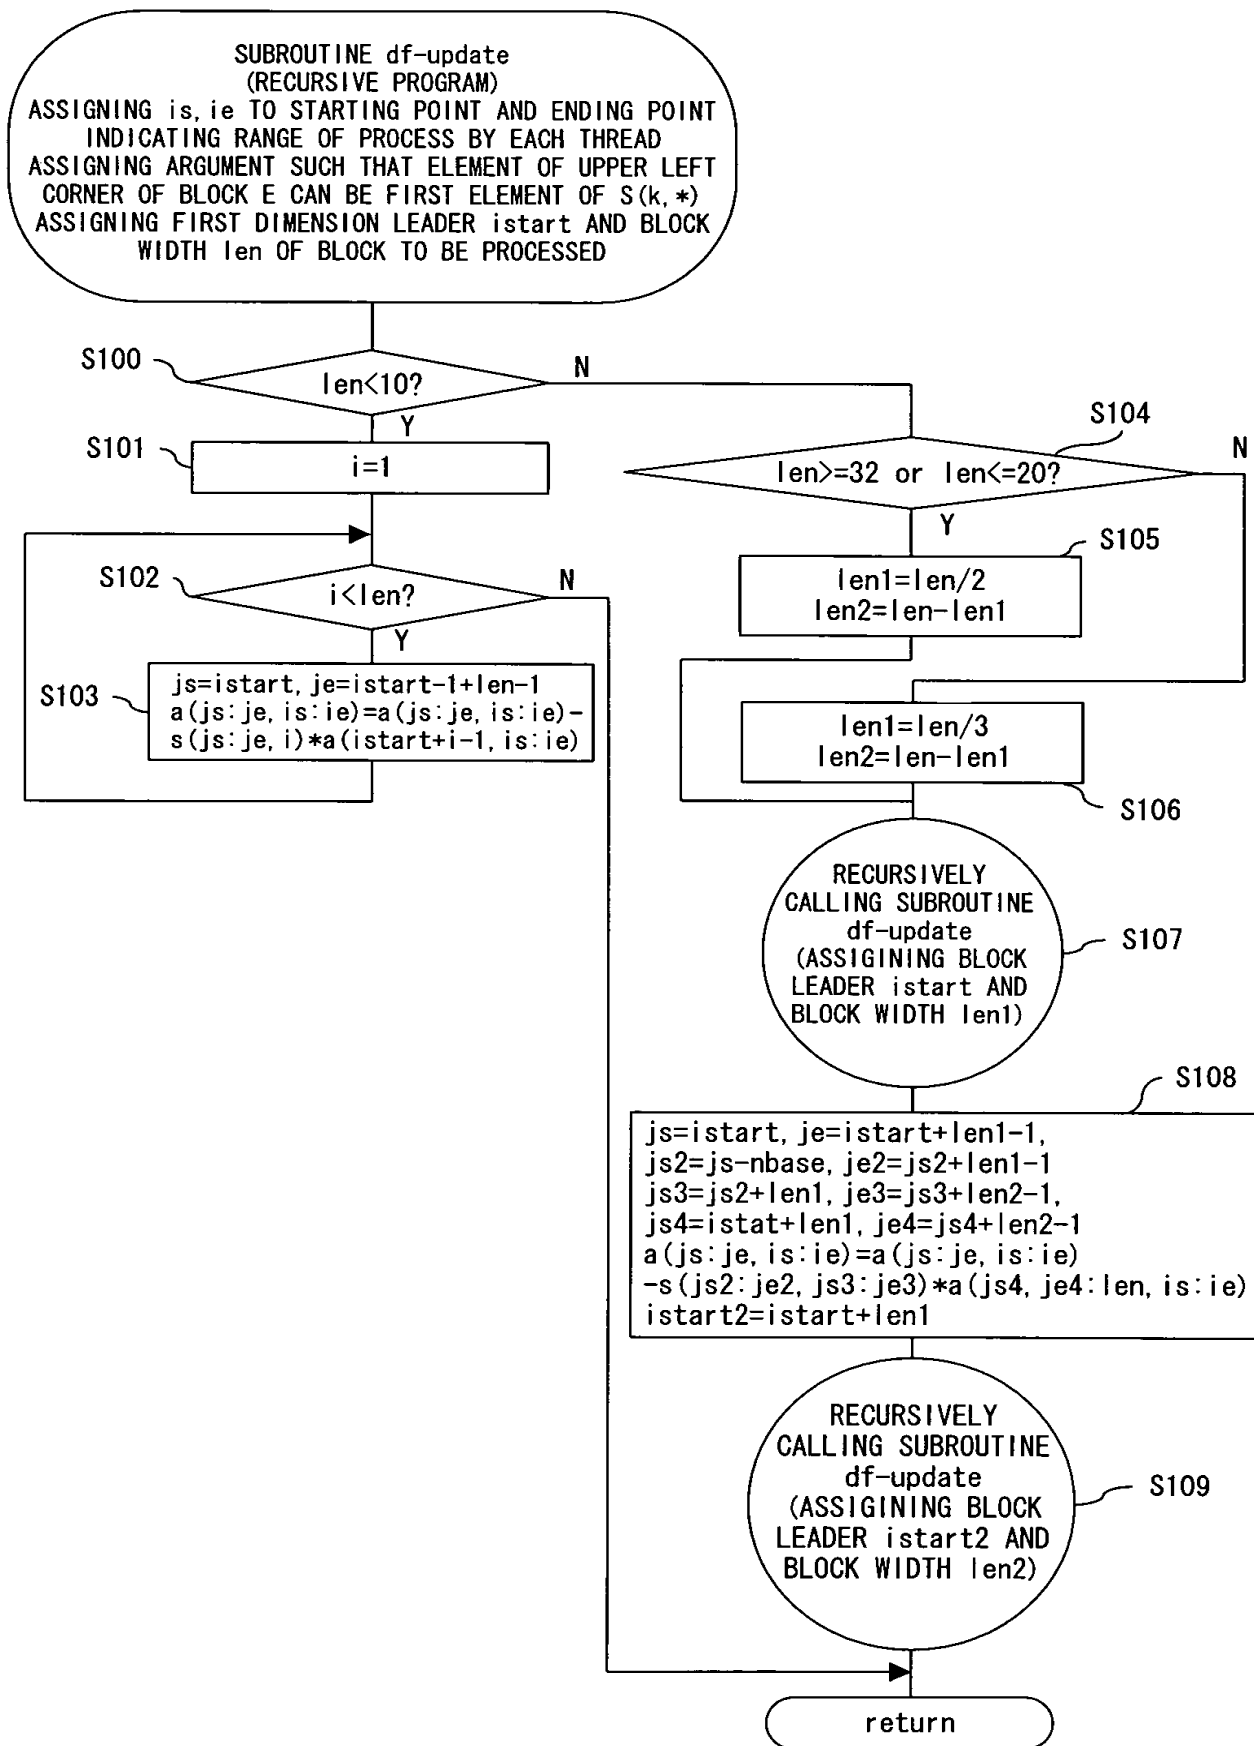 SUBROUTINE df-update
(RECURSIVE PROGRAM)
ASSIGNING is, ie TO STARTING POINT AND ENDING POINT
INDICATING RANGE OF PROCESS BY EACH THREAD
ASSIGNING ARGUMENT SUCH THAT ELEMENT OF UPPER LEFT
CORNER OF BLOCK E CAN BE FIRST ELEMENT OF S(k,*)
ASSIGNING FIRST DIMENSION LEADER istart AND BLOCK
WIDTH len OF BLOCK TO BE PROCESSED
S100
len<10?
N
Y
S101
i=1
S102
i<len?
N
Y
S103
js=istart, je=istart-1+len-1
a(js:je, is:ie)=a(js:je, is:ie)-
s(js:je, i)*a(istart+i-1, is:ie)
S104
len>=32 or len<=20?
N
Y
S105
len1=len/2
len2=len-len1
len1=len/3
len2=len-len1
S106
RECURSIVELY
CALLING SUBROUTINE
df-update
(ASSIGINING BLOCK
LEADER istart AND
BLOCK WIDTH len1)
S107
S108
js=istart, je=istart+len1-1,
js2=js-nbase, je2=js2+len1-1
js3=js2+len1, je3=js3+len2-1,
js4=istat+len1, je4=js4+len2-1
a(js:je, is:ie)=a(js:je, is:ie)
-s(js2:je2, js3:je3)*a(js4, je4:len, is:ie)
istart2=istart+len1
RECURSIVELY
CALLING SUBROUTINE
df-update
(ASSIGINING BLOCK
LEADER istart2 AND
BLOCK WIDTH len2)
S109
return